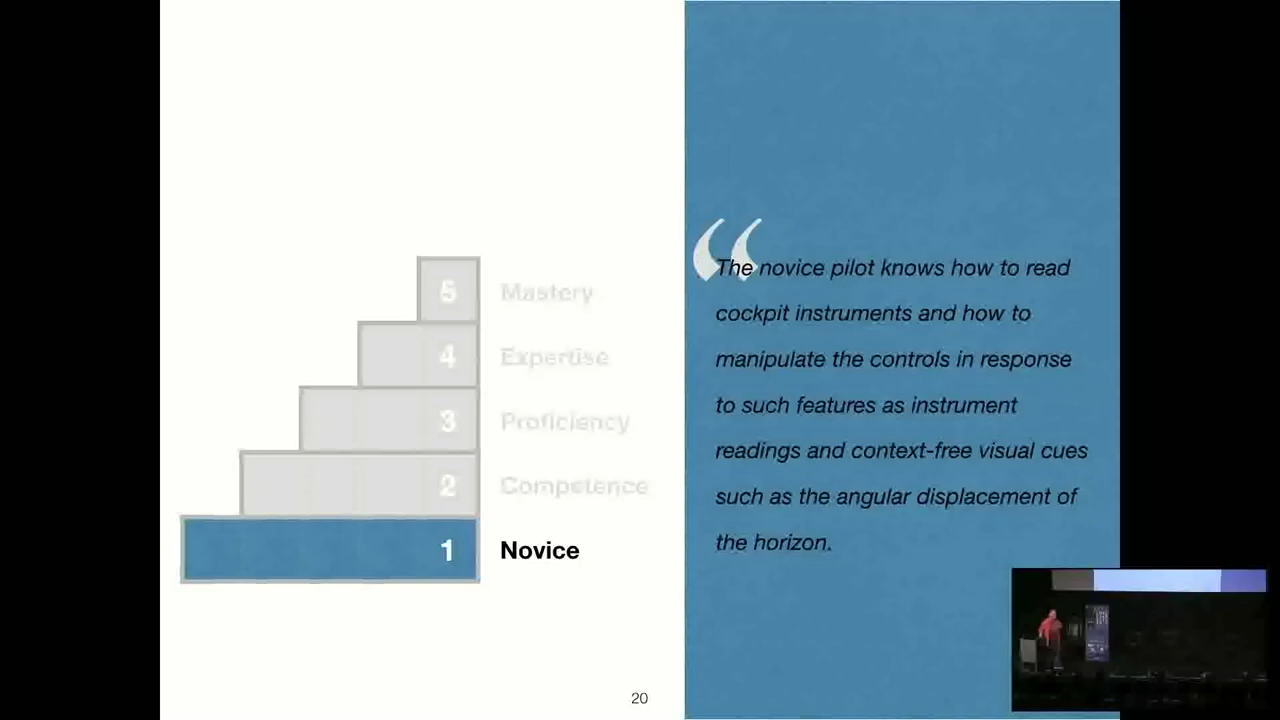 5 Mastery
4 Expertise
3 Proficiency
2 Competence
1 Novice
“
The novice pilot knows how to read
cockpit instruments and how to
manipulate the controls in response
to such features as instrument
readings and context-free visual cues
such as the angular displacement of
the horizon.
20